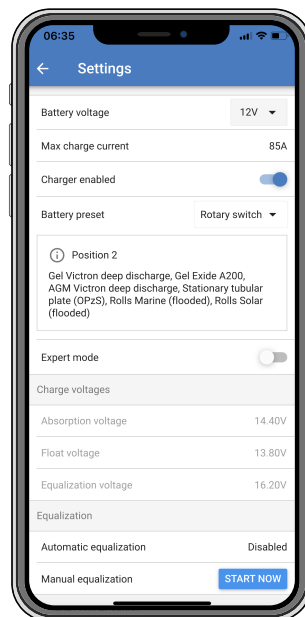 06:35
Settings
Battery voltage 12V
Max charge current 85A
Charger enabled
Battery preset Rotary switch
Position 2
Gel Victron deep discharge, Gel Exide A200,
AGM Victron deep discharge, Stationary tubular
plate (OPzS), Rolls Marine (flooded), Rolls Solar
(flooded)
Expert mode
Charge voltages
Absorption voltage 14.40V
Float voltage 13.80V
Equalization voltage 16.20V
Equalization
Automatic equalization Disabled
Manual equalization START NOW